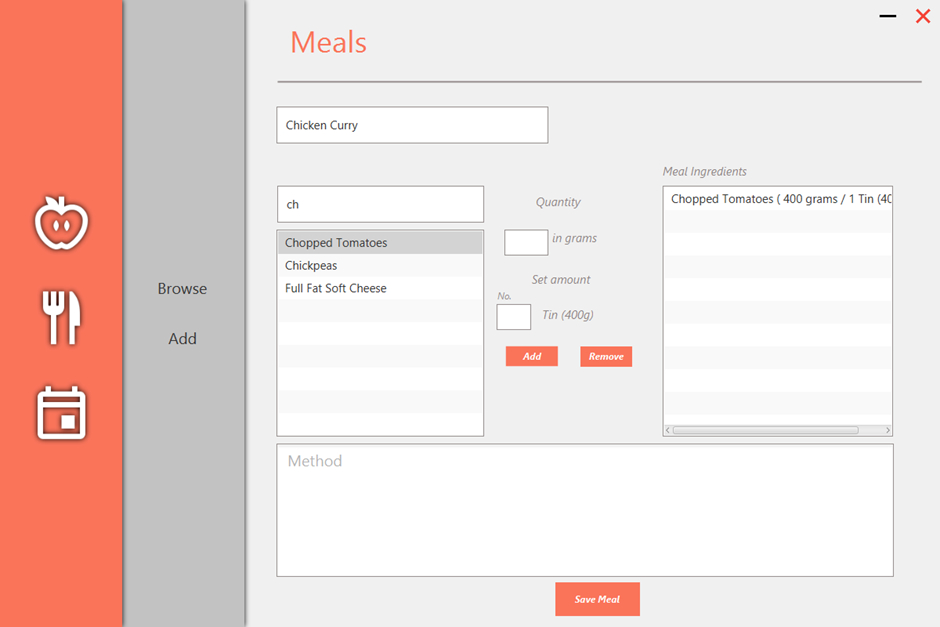 Meals
Chicken Curry
Browse
Add
ch
Chopped Tomatoes
Chickpeas
Full Fat Soft Cheese
Quantity
in grams
Set amount
No.
Tin (400g)
Add
Remove
Meal Ingredients
Chopped Tomatoes ( 400 grams / 1 Tin (40
Method
Save Meal